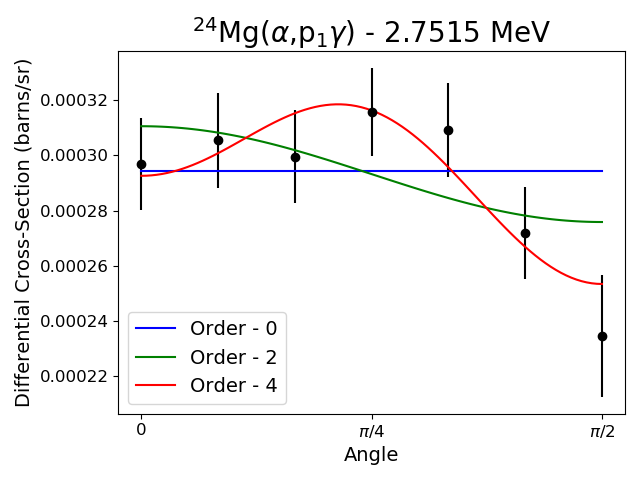 ²⁴Mg(α,p₁γ) - 2.7515 MeV
Differential Cross-Section (barns/sr)
0.00032
0.00030
0.00028
0.00026
0.00024
0.00022
Order - 0
Order - 2
Order - 4
0 π/4 π/2
Angle